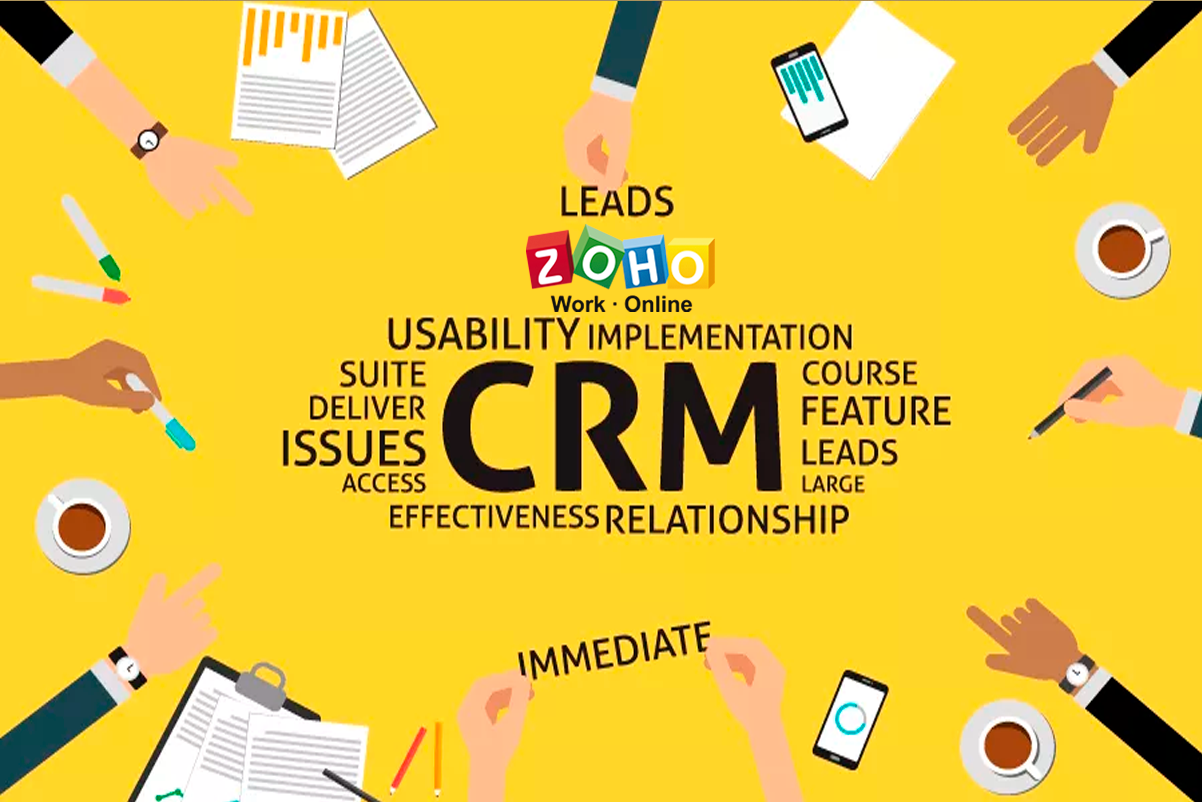 LEADS
ZOHO
Work · Online
USABILITY IMPLEMENTATION
SUITE
DELIVER
ISSUES
ACCESS
CRM
COURSE
FEATURE
LEADS
LARGE
EFFECTIVENESS RELATIONSHIP
IMMEDIATE